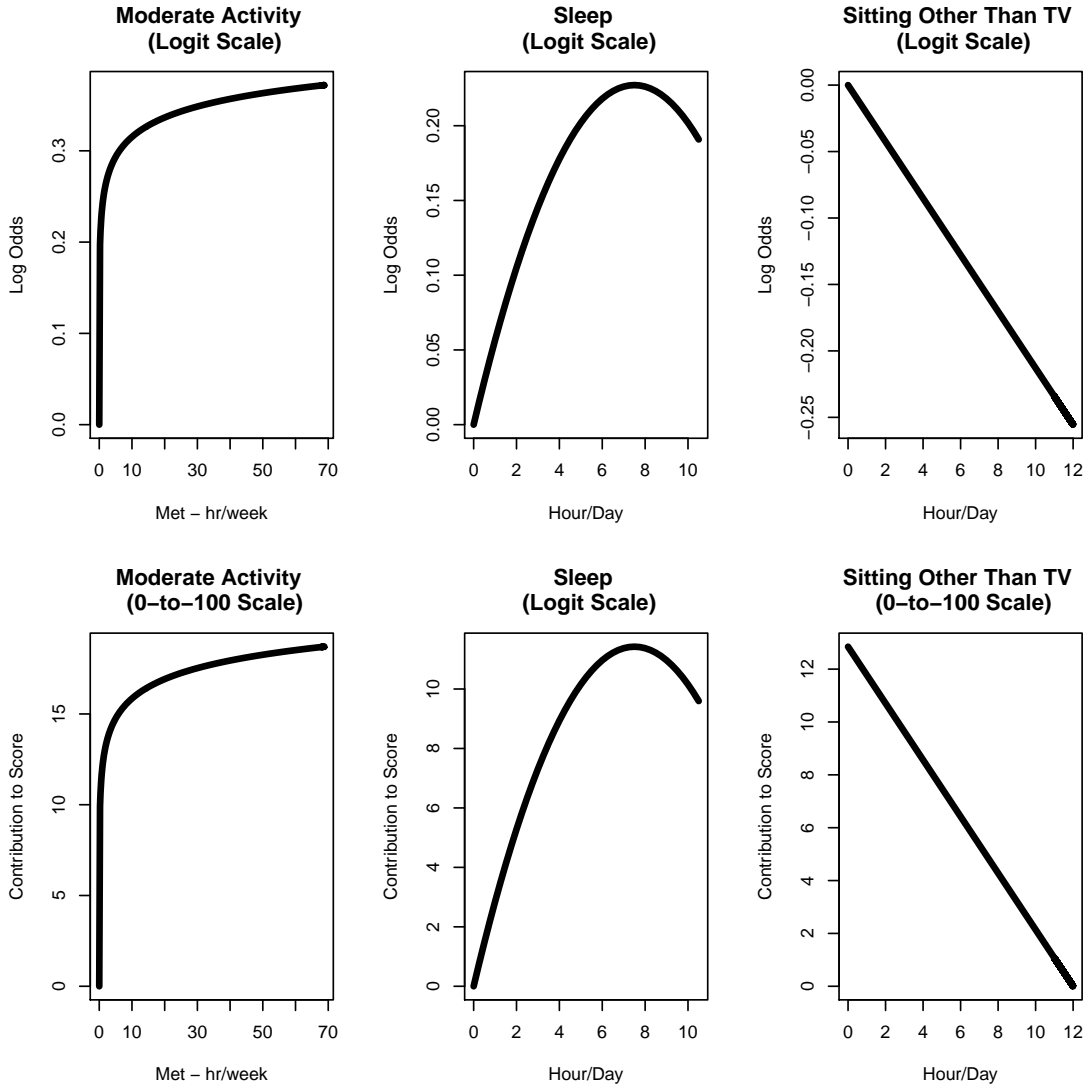 Moderate Activity
(Logit Scale)
Log Odds
0.0
0.1
0.2
0.3
0 10 30 50 70
Met − hr/week
Sleep
(Logit Scale)
Log Odds
0.00
0.05
0.10
0.15
0.20
0 2 4 6 8 10
Hour/Day
Sitting Other Than TV
(Logit Scale)
Log Odds
−0.25
−0.20
−0.15
−0.10
−0.05
0.00
0 2 4 6 8 10 12
Hour/Day
Moderate Activity
(0−to−100 Scale)
Contribution to Score
0
5
10
15
0 10 30 50 70
Met − hr/week
Sleep
(Logit Scale)
Contribution to Score
0
2
4
6
8
10
0 2 4 6 8 10
Hour/Day
Sitting Other Than TV
(0−to−100 Scale)
Contribution to Score
0
2
4
6
8
10
12
0 2 4 6 8 10 12
Hour/Day